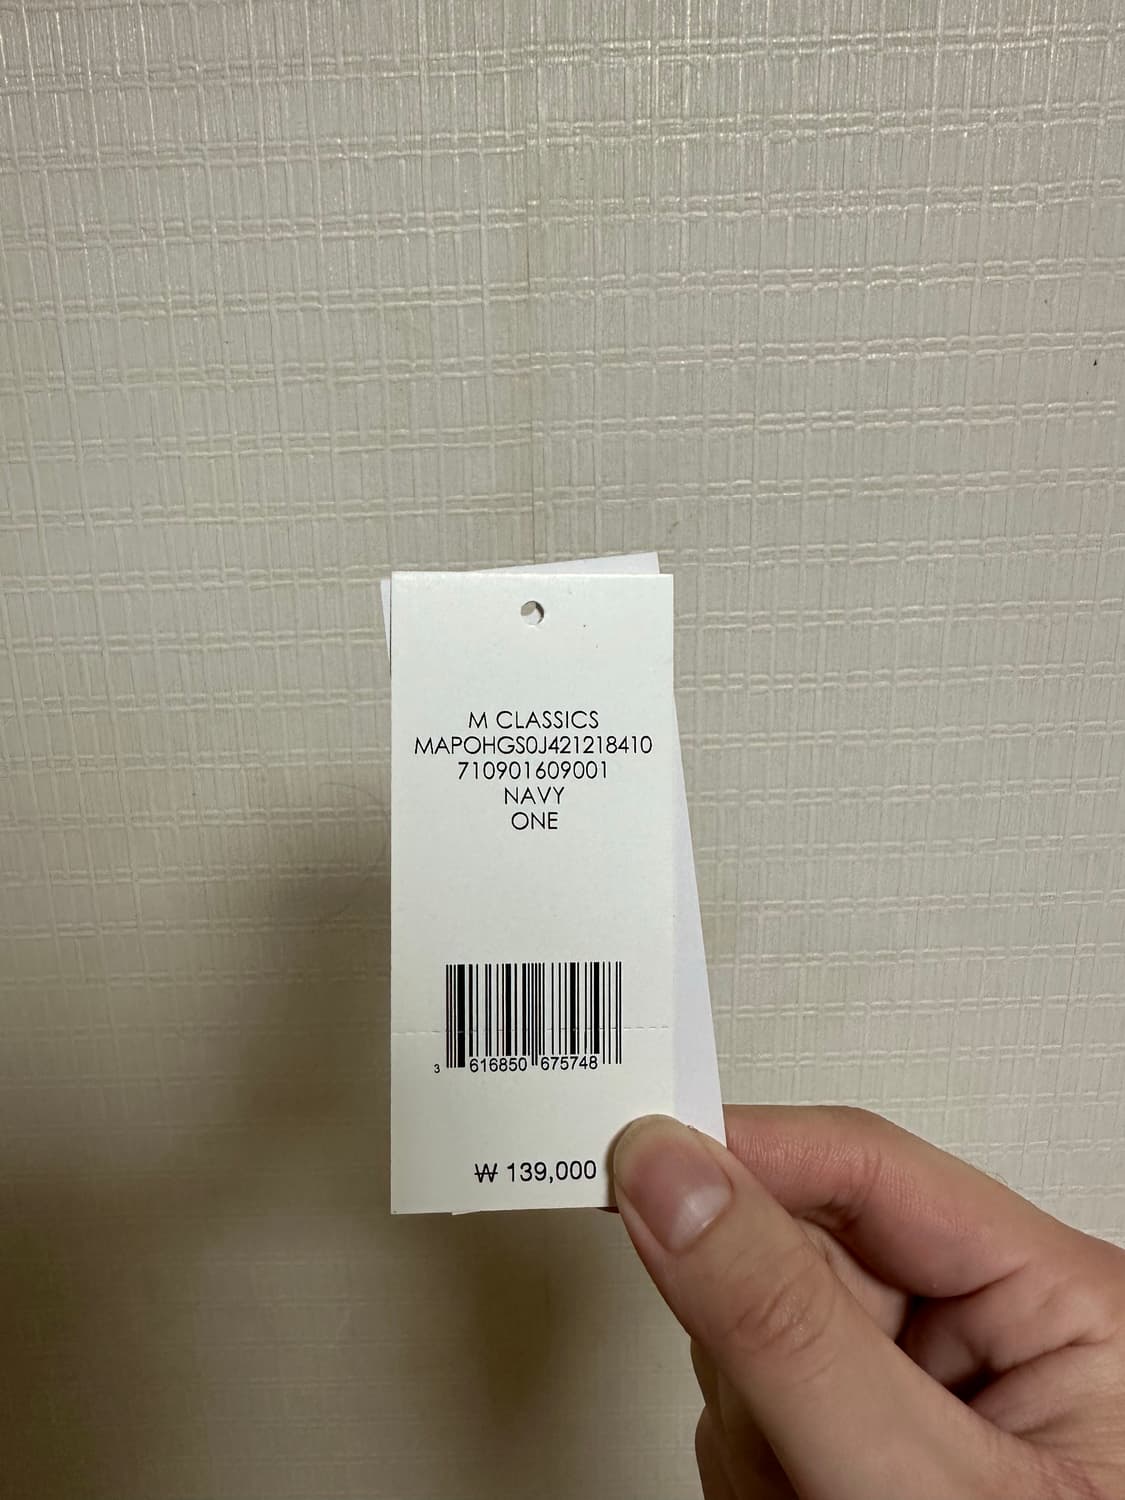 M CLASSICS
MAPOHGS0J421218410
710901609001
NAVY
ONE
3 616850 675748
₩ 139,000